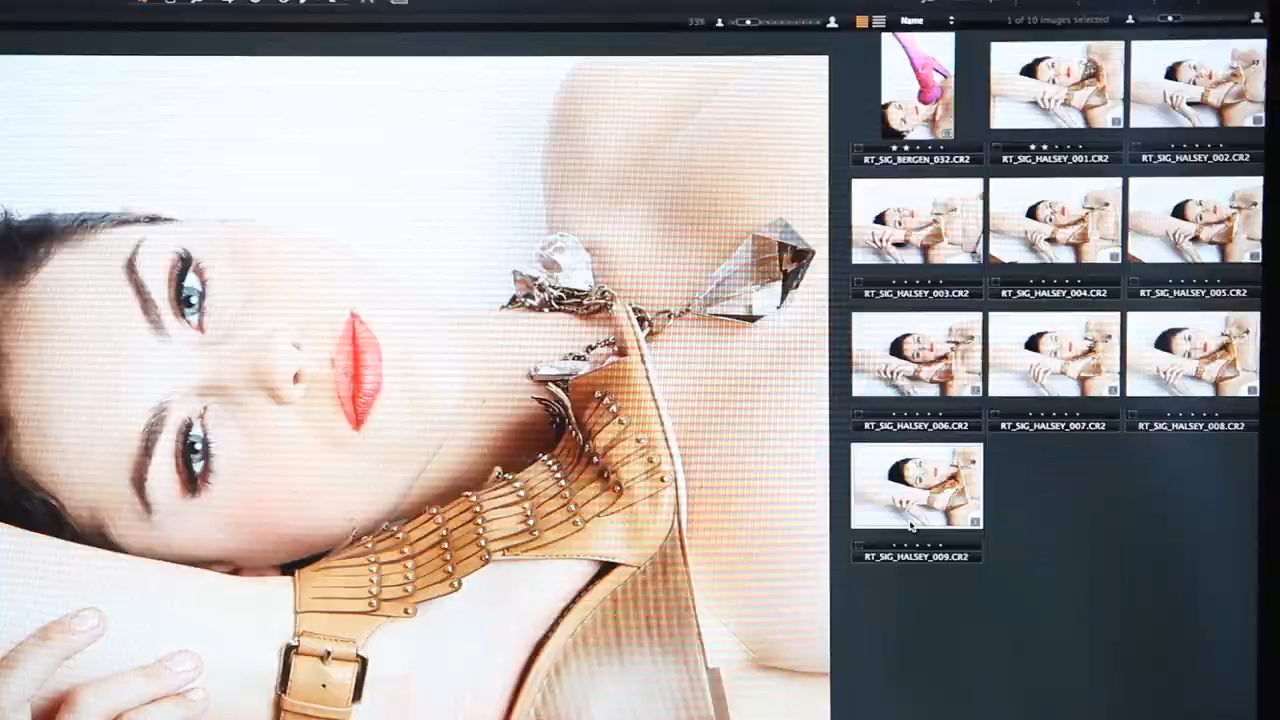 33%
Name
1 of 10 images selected
RT_SIG_BERGEN_032.CR2
RT_SIG_HALSEY_001.CR2
RT_SIG_HALSEY_002.CR2
RT_SIG_HALSEY_003.CR2
RT_SIG_HALSEY_004.CR2
RT_SIG_HALSEY_005.CR2
RT_SIG_HALSEY_006.CR2
RT_SIG_HALSEY_007.CR2
RT_SIG_HALSEY_008.CR2
RT_SIG_HALSEY_009.CR2